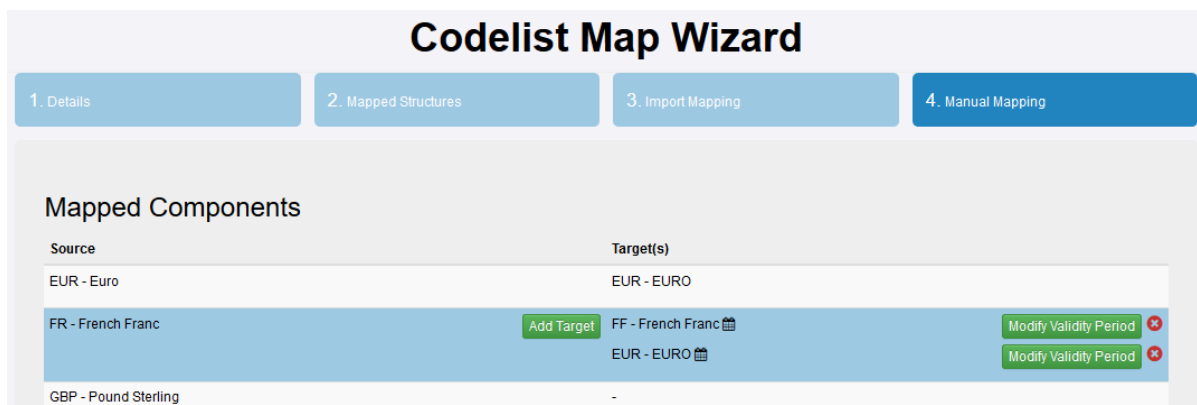 Codelist Map Wizard
1. Details
2. Mapped Structures
3. Import Mapping
4. Manual Mapping
Mapped Components
Source Target(s)
EUR - Euro EUR - EURO
FR - French Franc Add Target FF - French Franc Modify Validity Period
EUR - EURO Modify Validity Period
GBP - Pound Sterling -